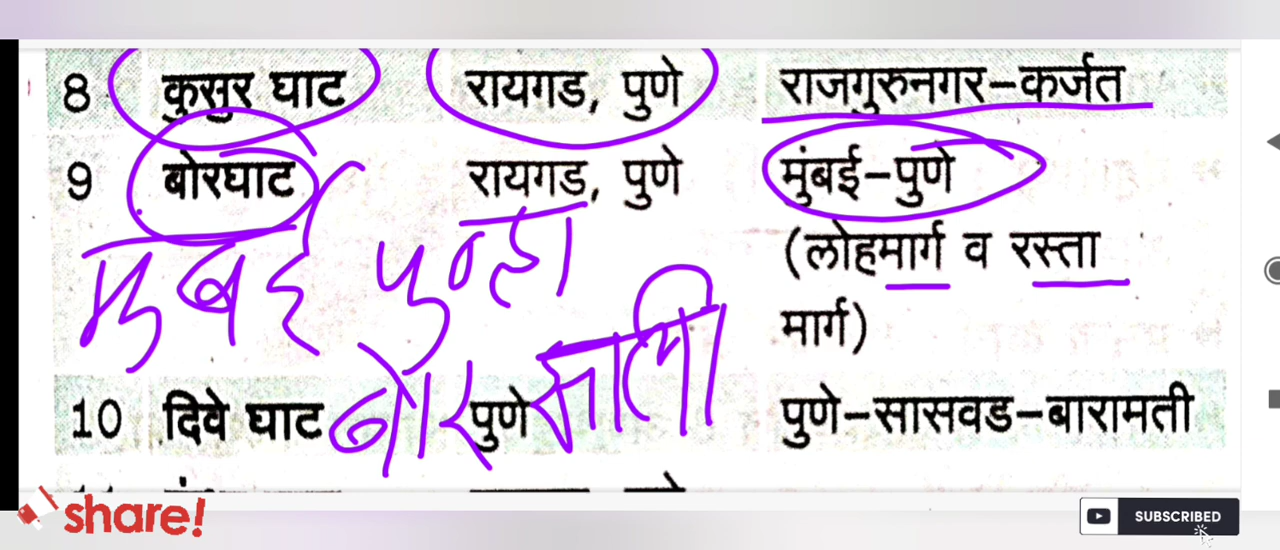 8 कुसुर घाट रायगड, पुणे राजगुरुनगर-कर्जत
9 बोरघाट रायगड, पुणे मुंबई-पुणे
(लोहमार्ग व रस्ता
मार्ग)
मुबई पुन्हा
बोर झाली
10 दिवे घाट पुणे पुणे-सासवड-बारामती
share!
SUBSCRIBED